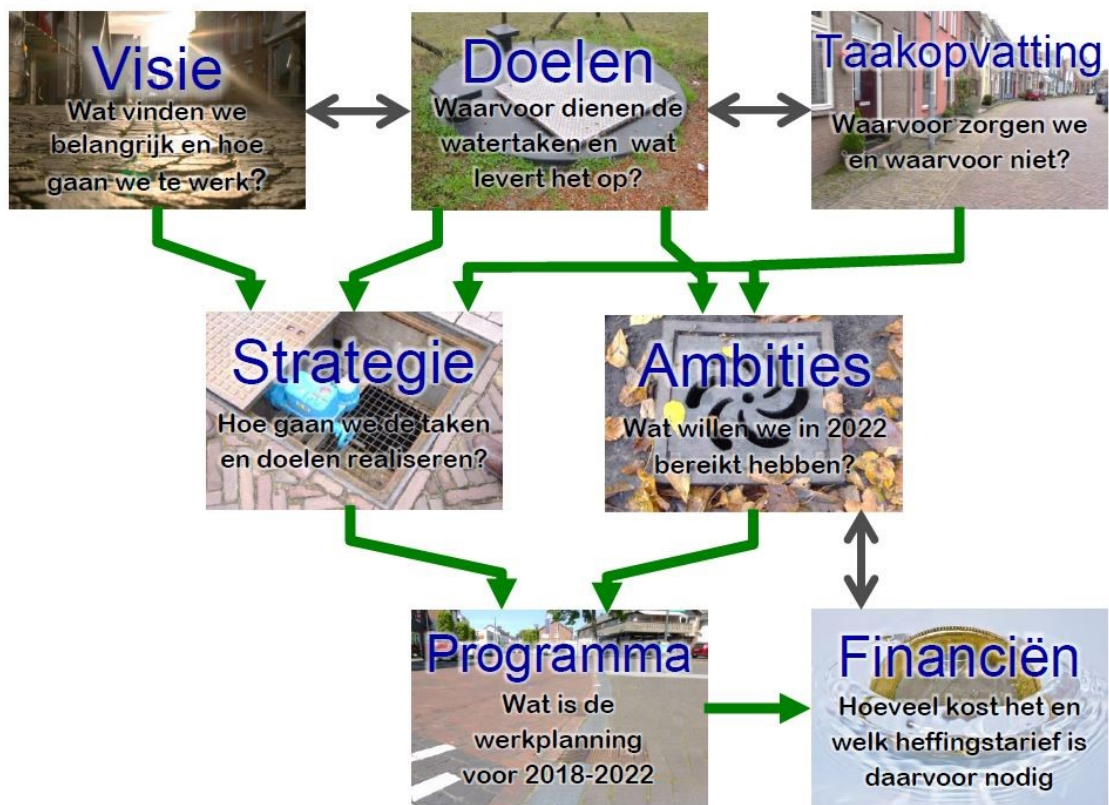 Visie
Wat vinden we
belangrijk en hoe
gaan we te werk?
Doelen
Waarvoor dienen de
watertaken en wat
levert het op?
Taakopvatting
Waarvoor zorgen we
en waarvoor niet?
Strategie
Hoe gaan we de taken
en doelen realiseren?
Ambities
Wat willen we in 2022
bereikt hebben?
Programma
Wat is de
werkplanning
voor 2018-2022
Financiën
Hoeveel kost het en
welk heffingstarief is
daarvoor nodig